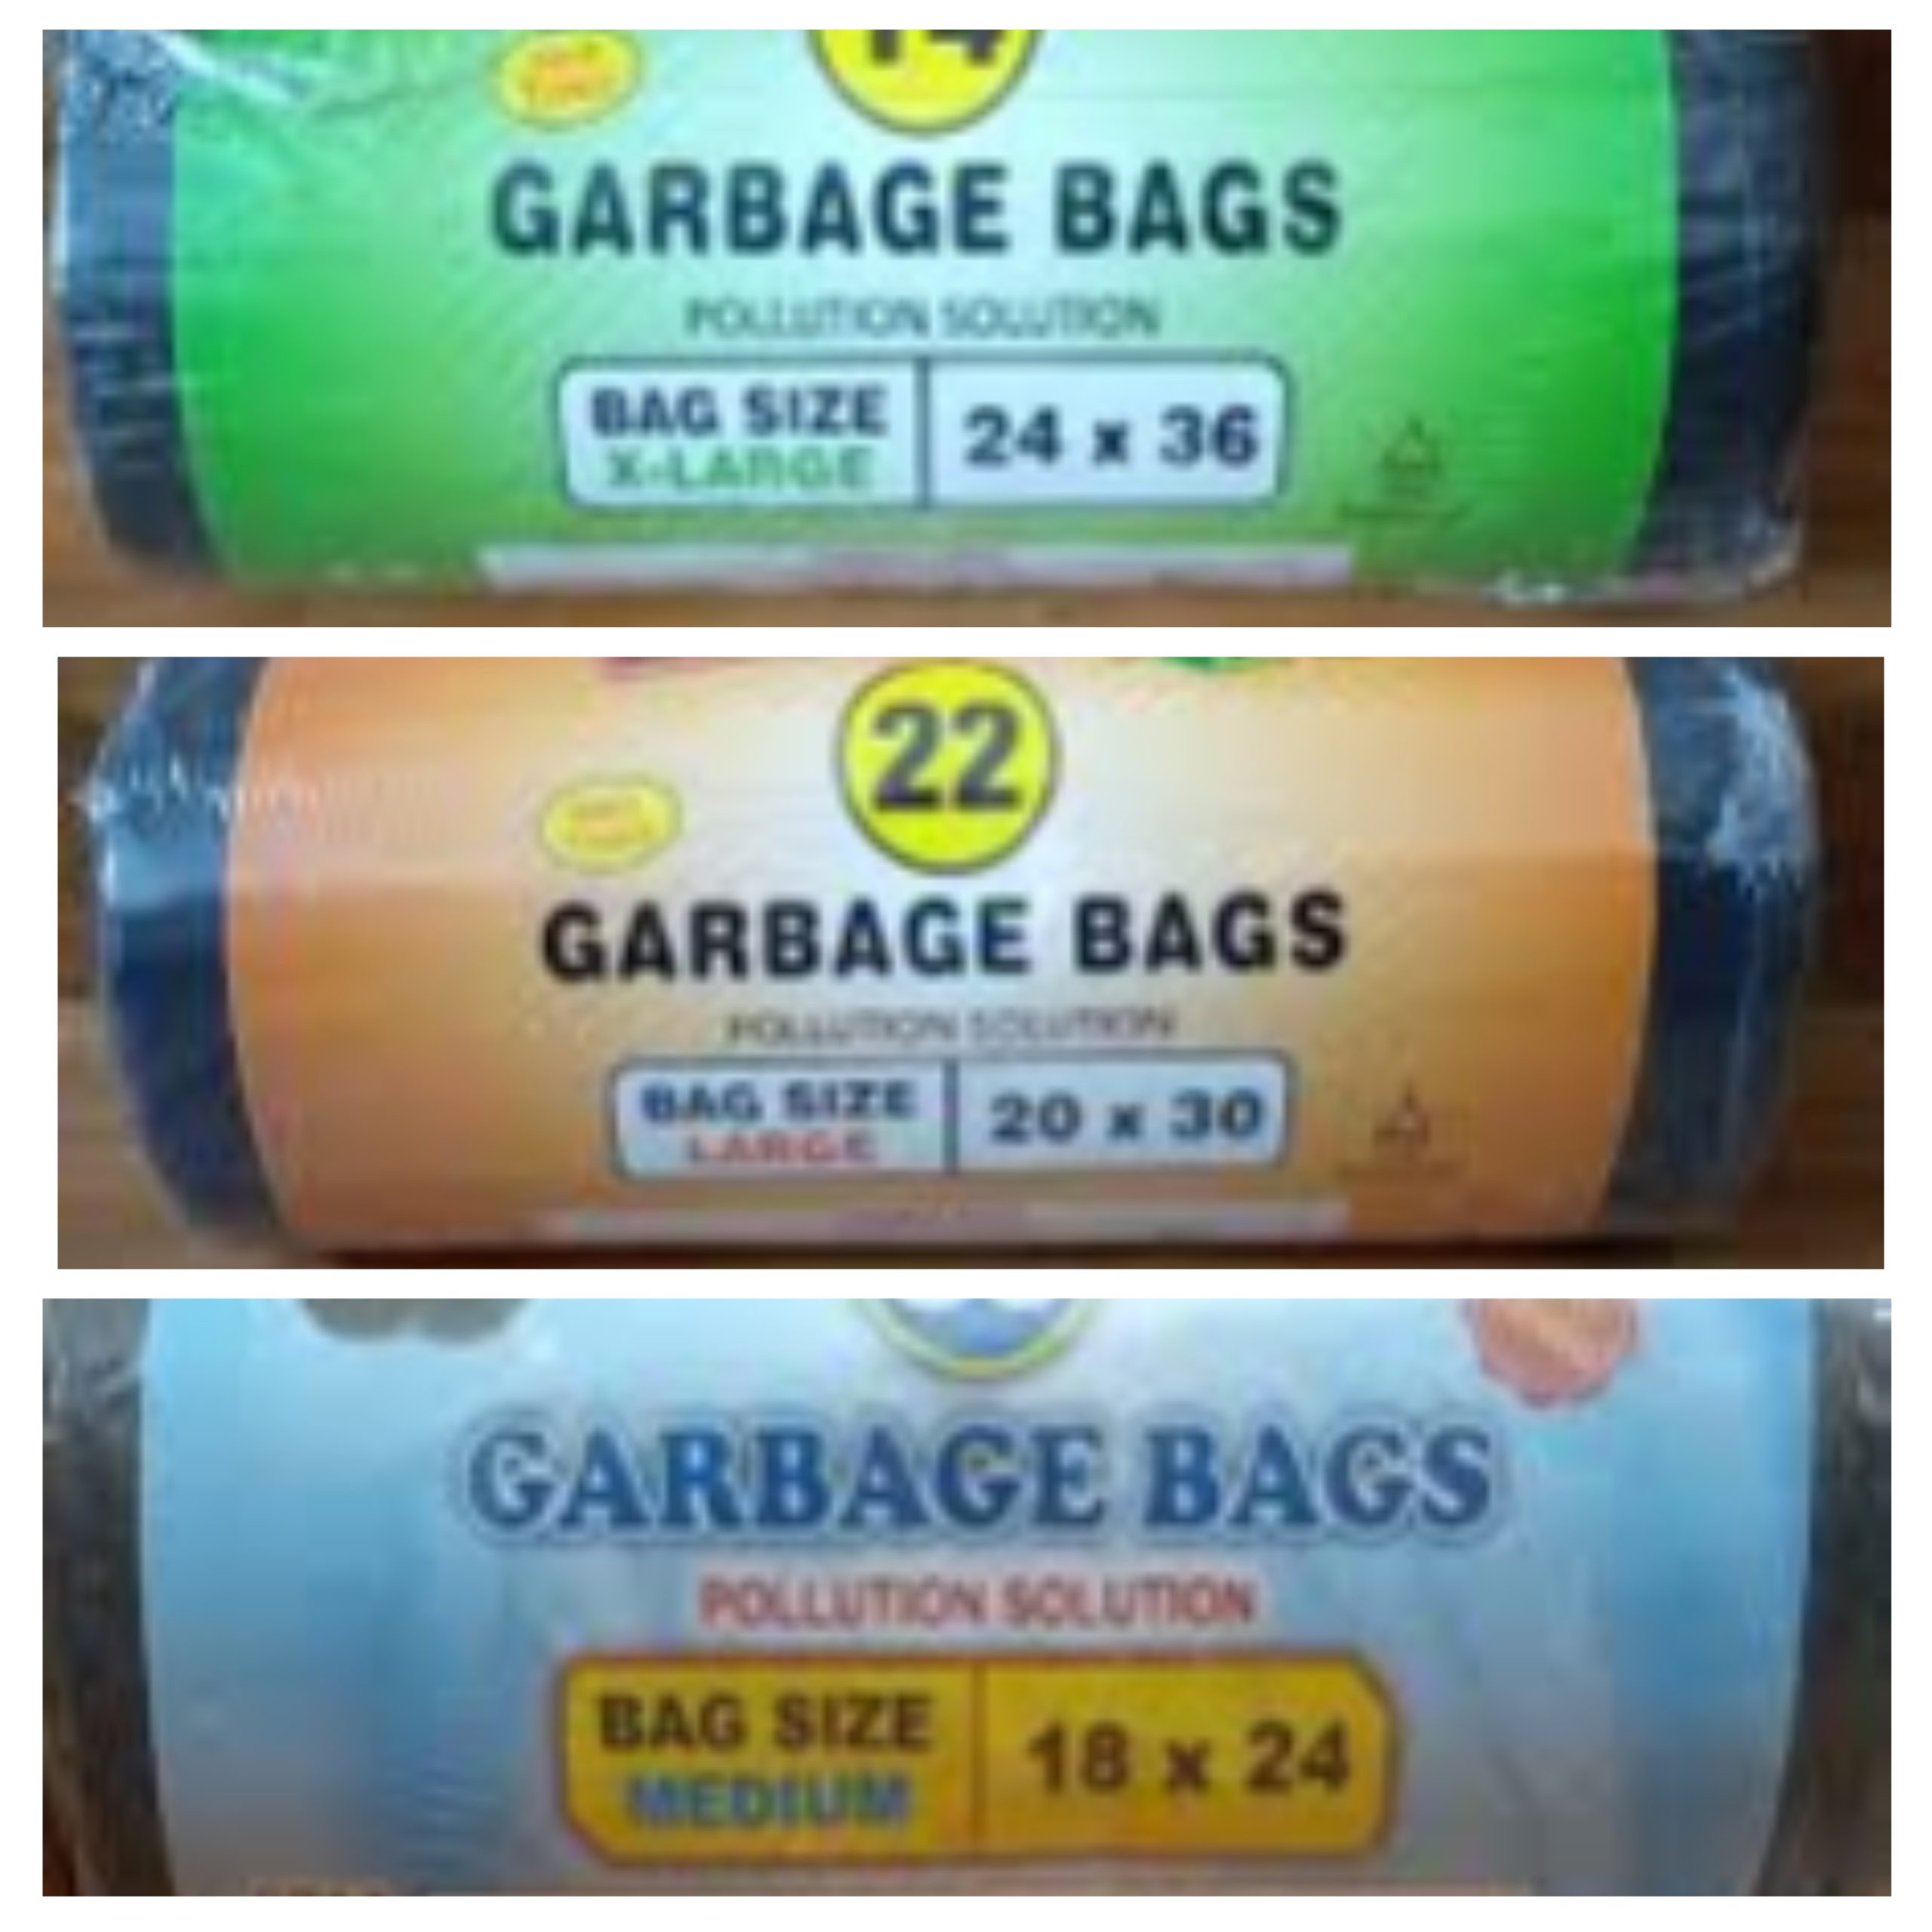 14
GARBAGE BAGS
POLLUTION SOLUTION
BAG SIZE
X-LARGE
24 x 36
22
GARBAGE BAGS
POLLUTION SOLUTION
BAG SIZE
LARGE
20 x 30
GARBAGE BAGS
POLLUTION SOLUTION
BAG SIZE
MEDIUM
18 x 24